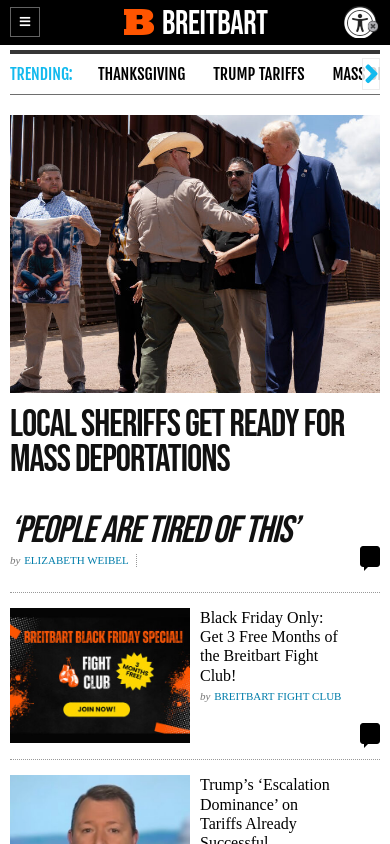 BREITBART
TRENDING:
THANKSGIVING
TRUMP TARIFFS
MASS
LOCAL SHERIFFS GET READY FOR
MASS DEPORTATIONS
‘PEOPLE ARE TIRED OF THIS’
by ELIZABETH WEIBEL
BREITBART BLACK FRIDAY SPECIAL!
FIGHT
CLUB
3
MONTHS
FREE!
JOIN NOW!
Black Friday Only:
Get 3 Free Months of
the Breitbart Fight
Club!
by BREITBART FIGHT CLUB
Trump’s ‘Escalation
Dominance’ on
Tariffs Already
Successful